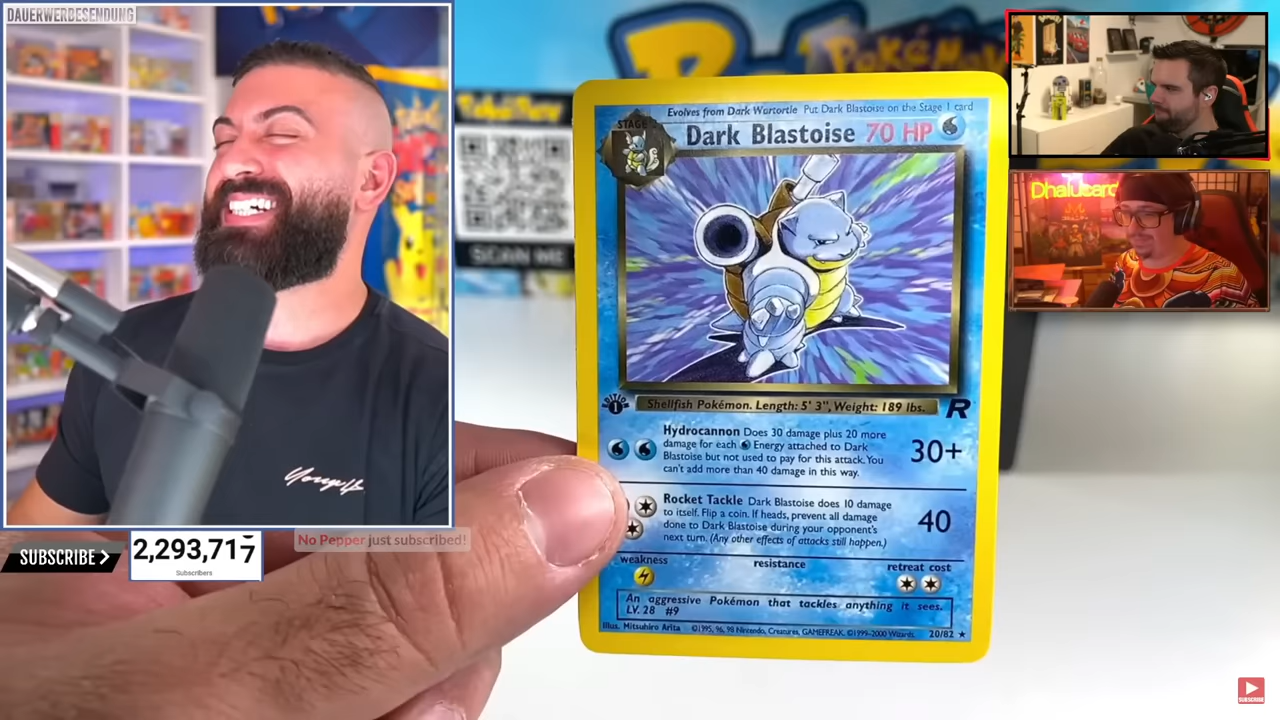 DAUERWERBESENDUNG
Pokémon
SCAN ME
Dhalucard
Evolves from Dark Wartortle Put Dark Blastoise on the Stage 1 card
STAGE
Dark Blastoise 70 HP
EDITION 1
Shellfish Pokémon. Length: 5' 3", Weight: 189 lbs.
R
Hydrocannon Does 30 damage plus 20 more
damage for each Energy attached to Dark
Blastoise but not used to pay for this attack. You
can't add more than 40 damage in this way.
30+
Rocket Tackle Dark Blastoise does 10 damage
to itself. Flip a coin. If heads, prevent all damage
done to Dark Blastoise during your opponent's
next turn. (Any other effects of attacks still happen.)
40
weakness
resistance
retreat cost
An aggressive Pokémon that tackles anything it sees.
LV. 28 #9
Illus. Mitsuhiro Arita ©1995, 96, 98 Nintendo, Creatures, GAMEFREAK. ©1999-2000 Wizards. 20/82 ★
SUBSCRIBE >
2,293,717
Subscribers
No Pepper just subscribed!
SUBSCRIBE